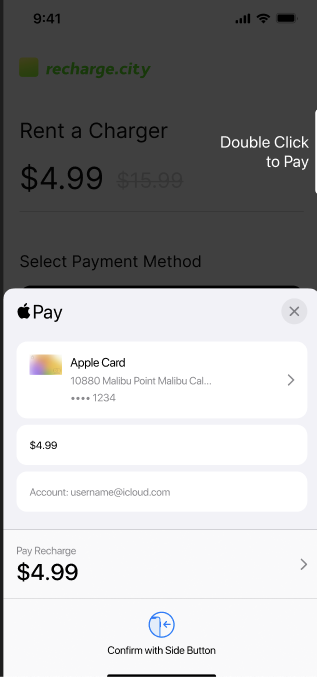 9:41
recharge.city
Rent a Charger
$4.99 $15.99
Double Click
to Pay
Select Payment Method
Pay
Apple Card
10880 Malibu Point Malibu Cal...
•••• 1234
$4.99
Account: username@icloud.com
Pay Recharge
$4.99
Confirm with Side Button